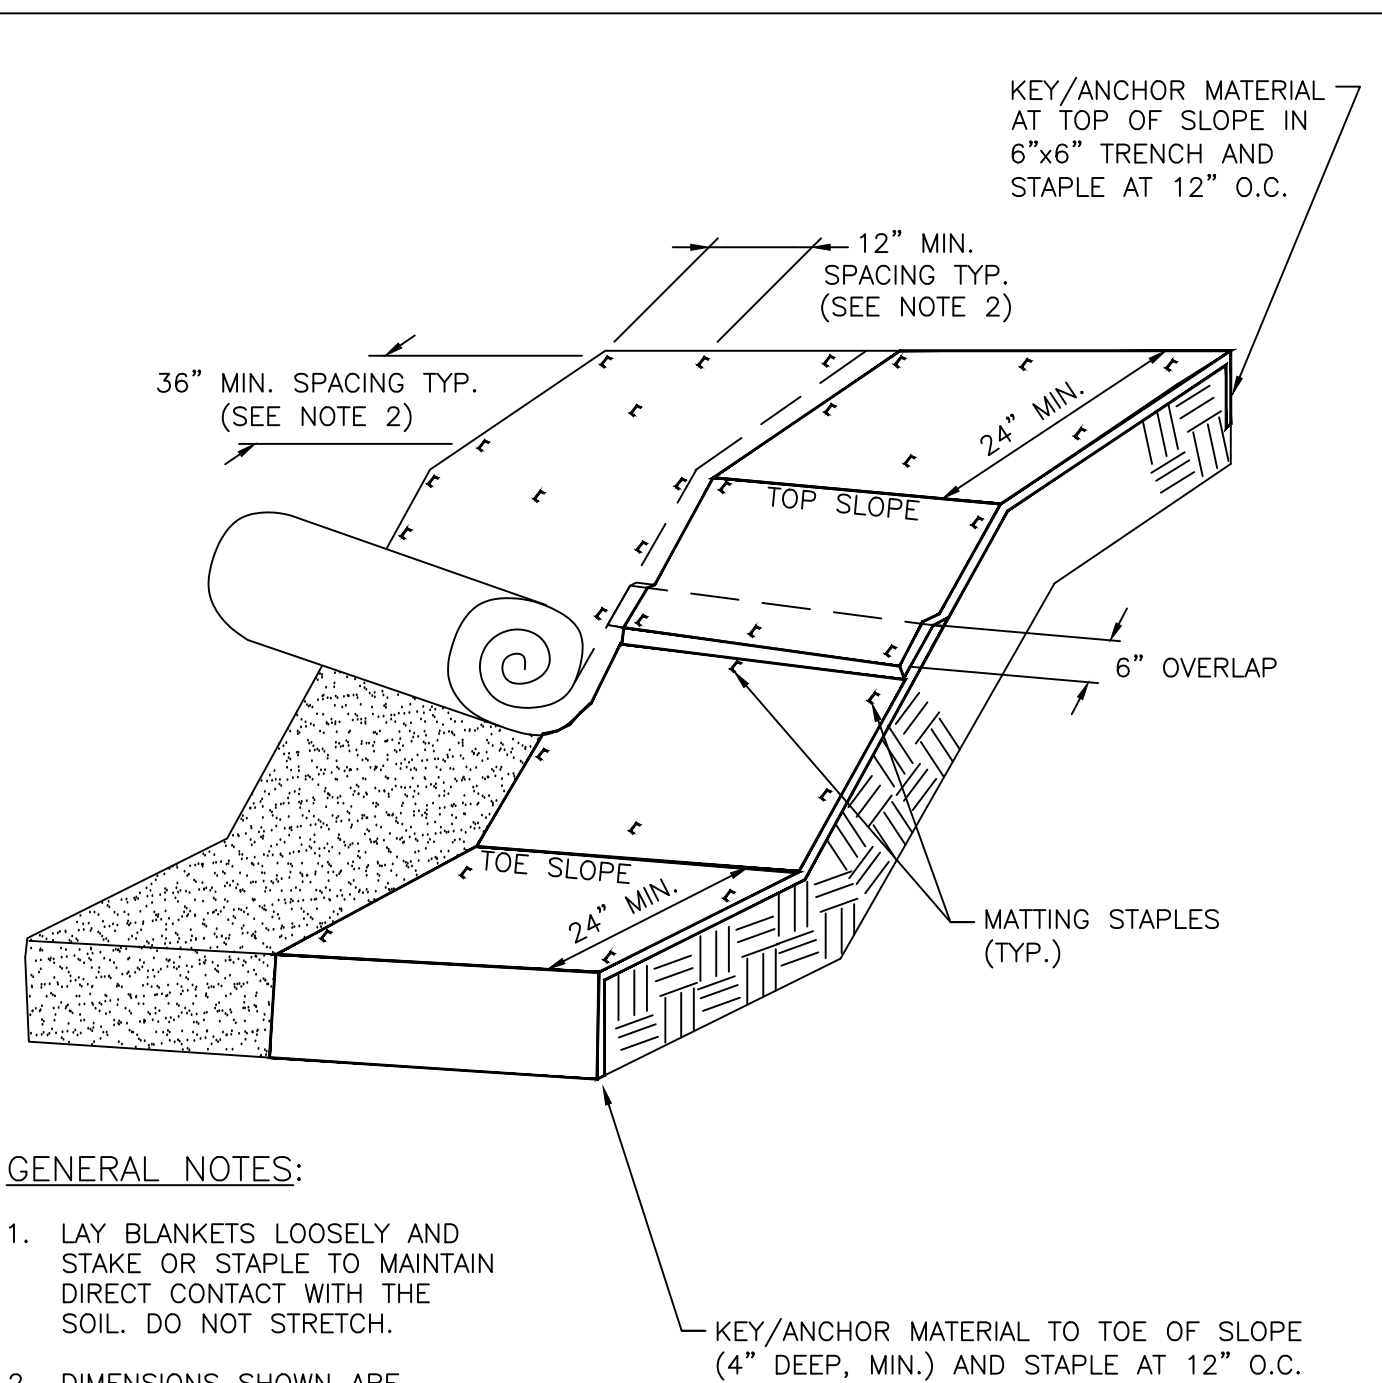 KEY/ANCHOR MATERIAL
AT TOP OF SLOPE IN
6”x6” TRENCH AND
STAPLE AT 12” O.C.
12” MIN.
SPACING TYP.
(SEE NOTE 2)
36” MIN. SPACING TYP.
(SEE NOTE 2)
24” MIN.
TOP SLOPE
6” OVERLAP
TOE SLOPE
24” MIN.
MATTING STAPLES
(TYP.)
GENERAL NOTES:
1. LAY BLANKETS LOOSELY AND
STAKE OR STAPLE TO MAINTAIN
DIRECT CONTACT WITH THE
SOIL. DO NOT STRETCH.
KEY/ANCHOR MATERIAL TO TOE OF SLOPE
(4” DEEP, MIN.) AND STAPLE AT 12” O.C.
2. DIMENSIONS SHOWN ARE